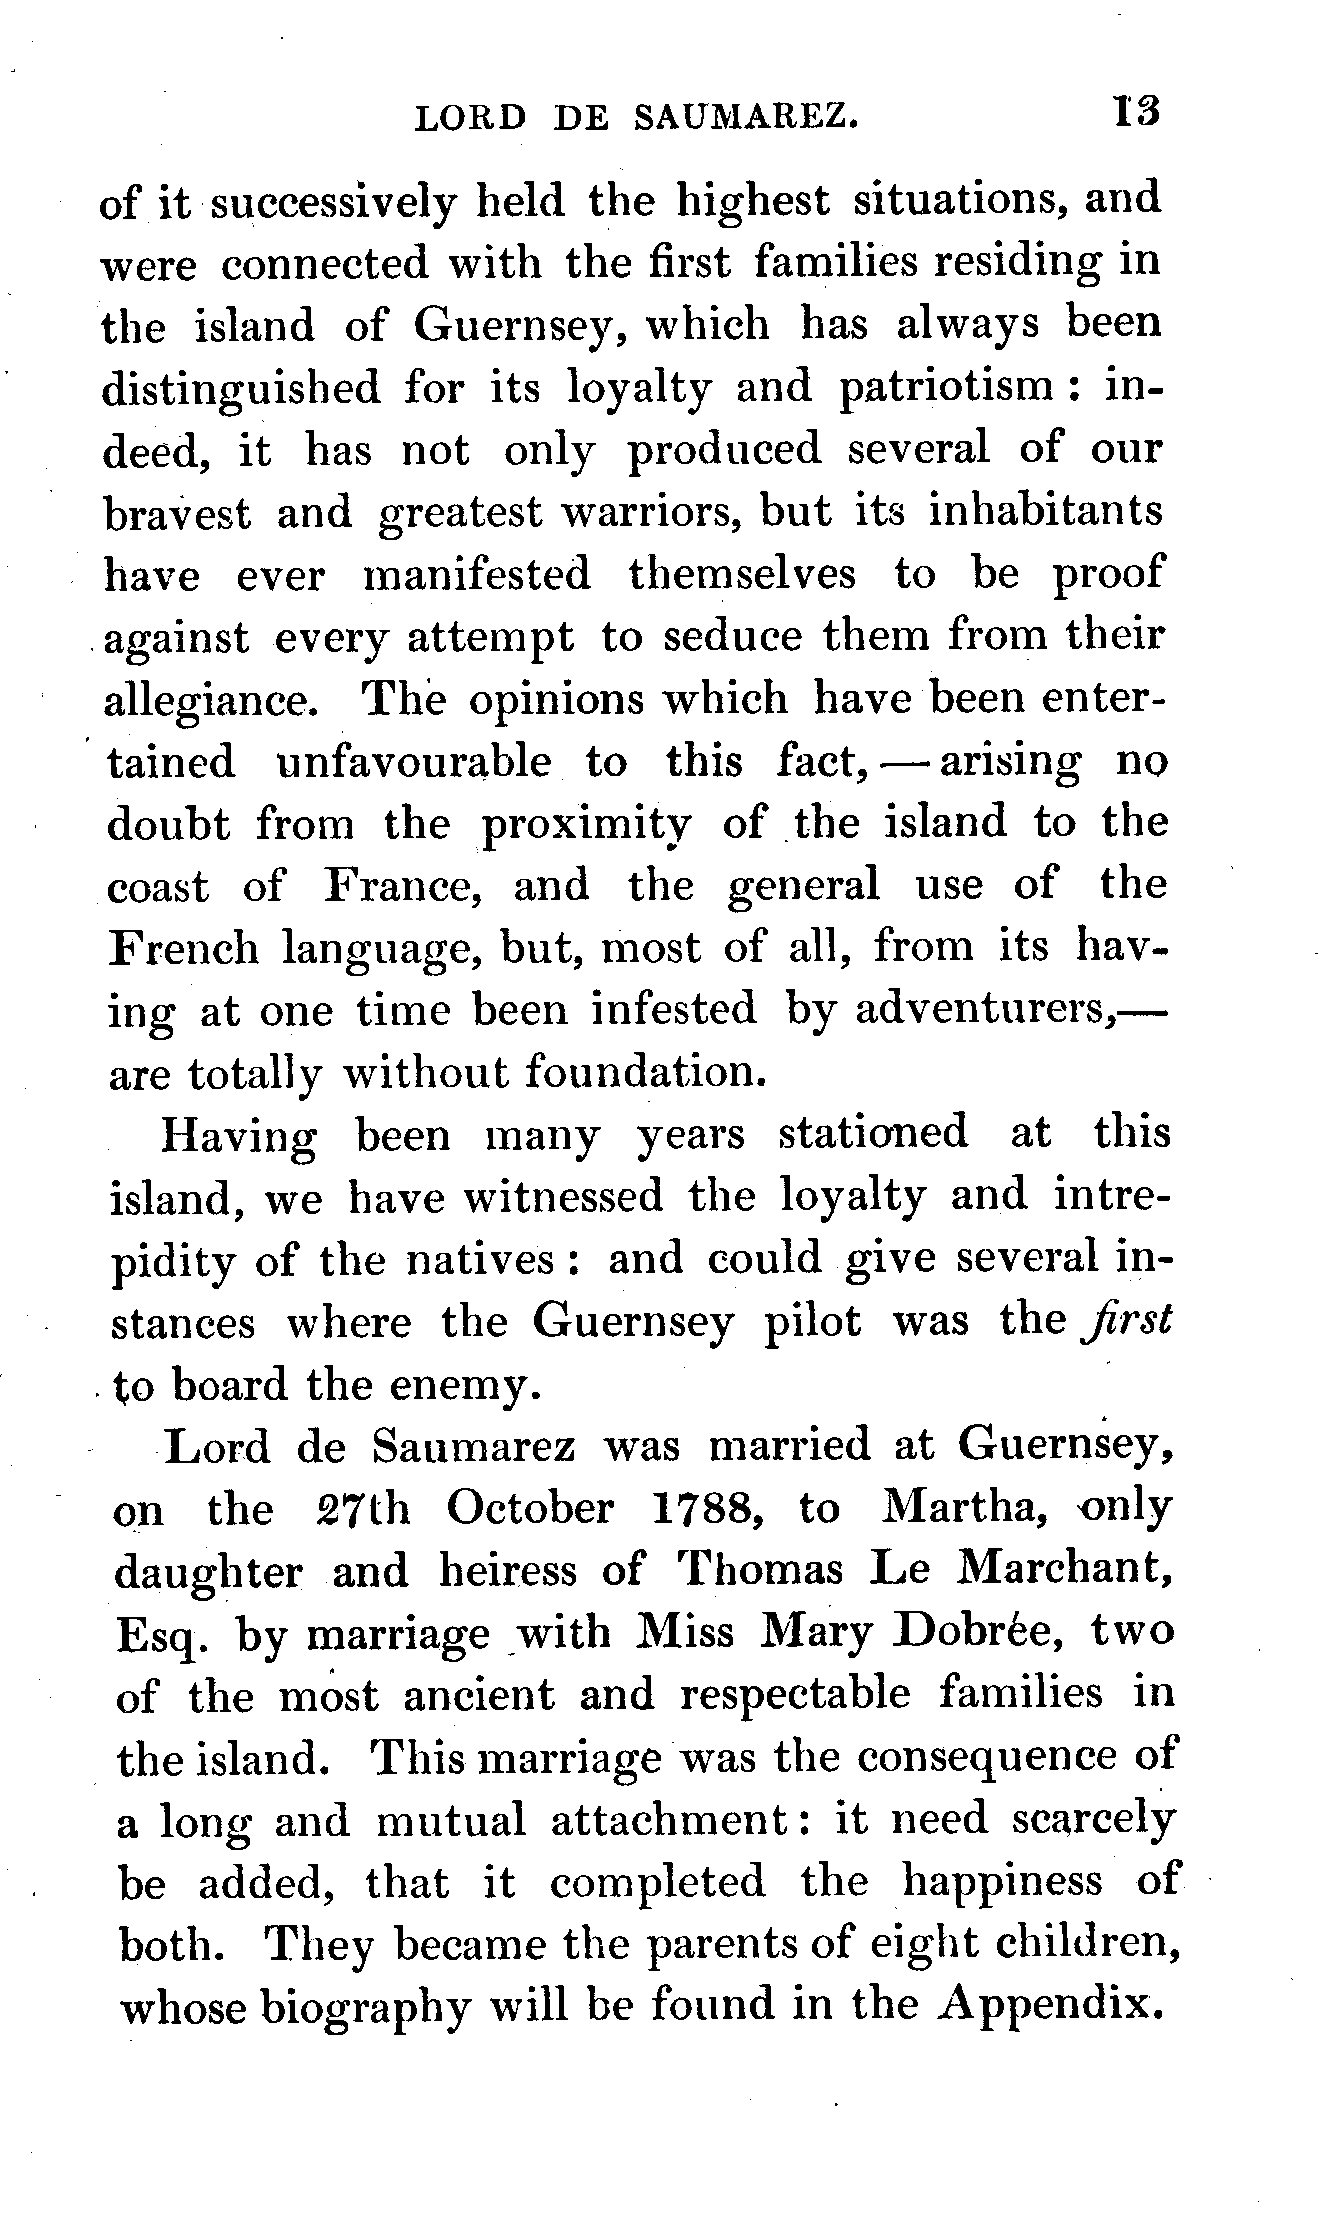 LORD DE SAUMAREZ. 13
of it successively held the highest situations, and
were connected with the first families residing in
the island of Guernsey, which has always been
distinguished for its loyalty and patriotism : in-
deed, it has not only produced several of our
bravest and greatest warriors, but its inhabitants
have ever manifested themselves to be proof
against every attempt to seduce them from their
allegiance. The opinions which have been enter-
tained unfavourable to this fact, — arising no
doubt from the proximity of the island to the
coast of France, and the general use of the
French language, but, most of all, from its hav-
ing at one time been infested by adventurers,—
are totally without foundation.
Having been many years stationed at this
island, we have witnessed the loyalty and intre-
pidity of the natives : and could give several in-
stances where the Guernsey pilot was the first
to board the enemy.
Lord de Saumarez was married at Guernsey,
on the 27th October 1788, to Martha, only
daughter and heiress of Thomas Le Marchant,
Esq. by marriage with Miss Mary Dobrée, two
of the most ancient and respectable families in
the island. This marriage was the consequence of
a long and mutual attachment : it need scarcely
be added, that it completed the happiness of
both. They became the parents of eight children,
whose biography will be found in the Appendix.